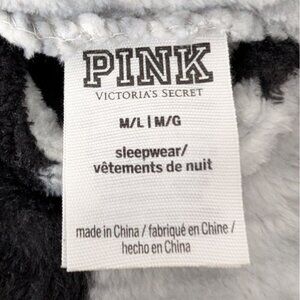 PINK
VICTORIA'S SECRET
M/L | M/G
sleepwear/
vêtements de nuit
made in China / fabriqué en Chine /
hecho en China